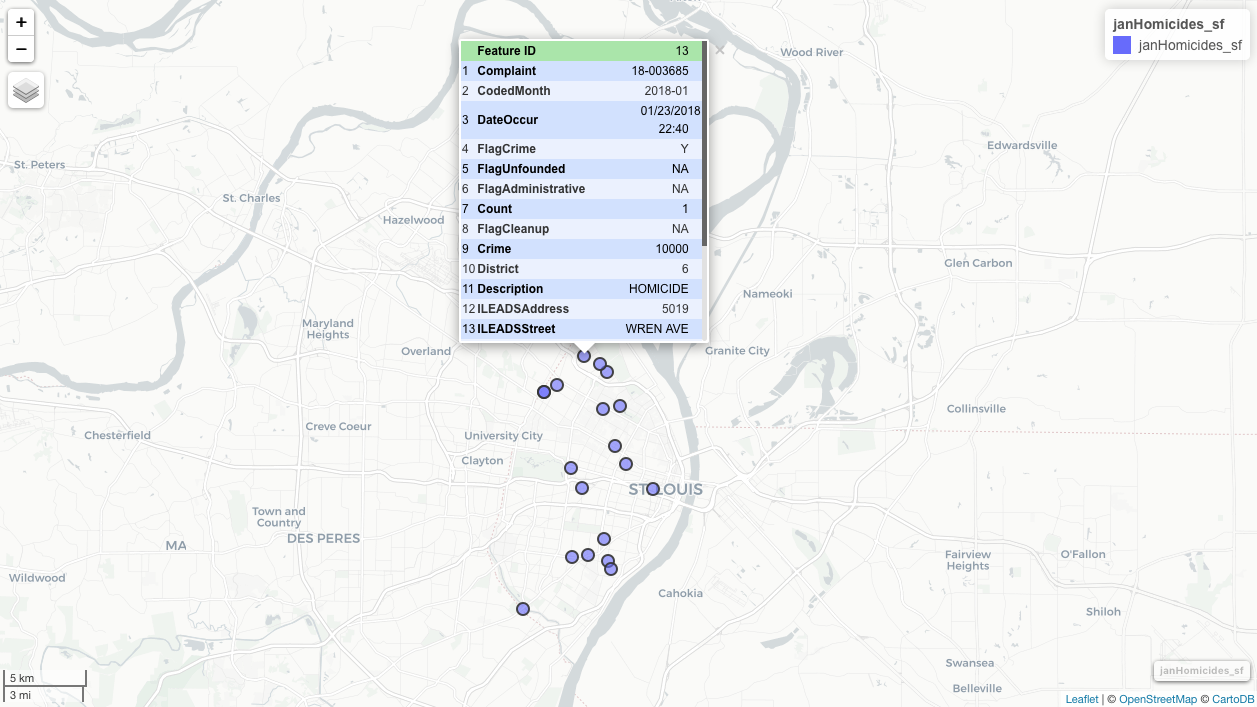 +
−
janHomicides_sf
janHomicides_sf
Feature ID 13
1 Complaint 18-003685
2 CodedMonth 2018-01
3 DateOccur 01/23/2018
22:40
4 FlagCrime Y
5 FlagUnfounded NA
6 FlagAdministrative NA
7 Count 1
8 FlagCleanup NA
9 Crime 10000
10 District 6
11 Description HOMICIDE
12 ILEADSAddress 5019
13 ILEADSStreet WREN AVE
×
Wood River
Edwardsville
St. Peters
St. Charles
Hazelwood
Glen Carbon
Nameoki
Maryland
Heights
Overland
Granite City
Collinsville
Creve Coeur
Chesterfield
University City
Clayton
ST. LOUIS
Town and
Country
DES PERES
MA
Fairview
Heights
O'Fallon
Wildwood
Cahokia
Shiloh
Swansea
Belleville
5 km
3 mi
janHomicides_sf
Leaflet | © OpenStreetMap © CartoDB